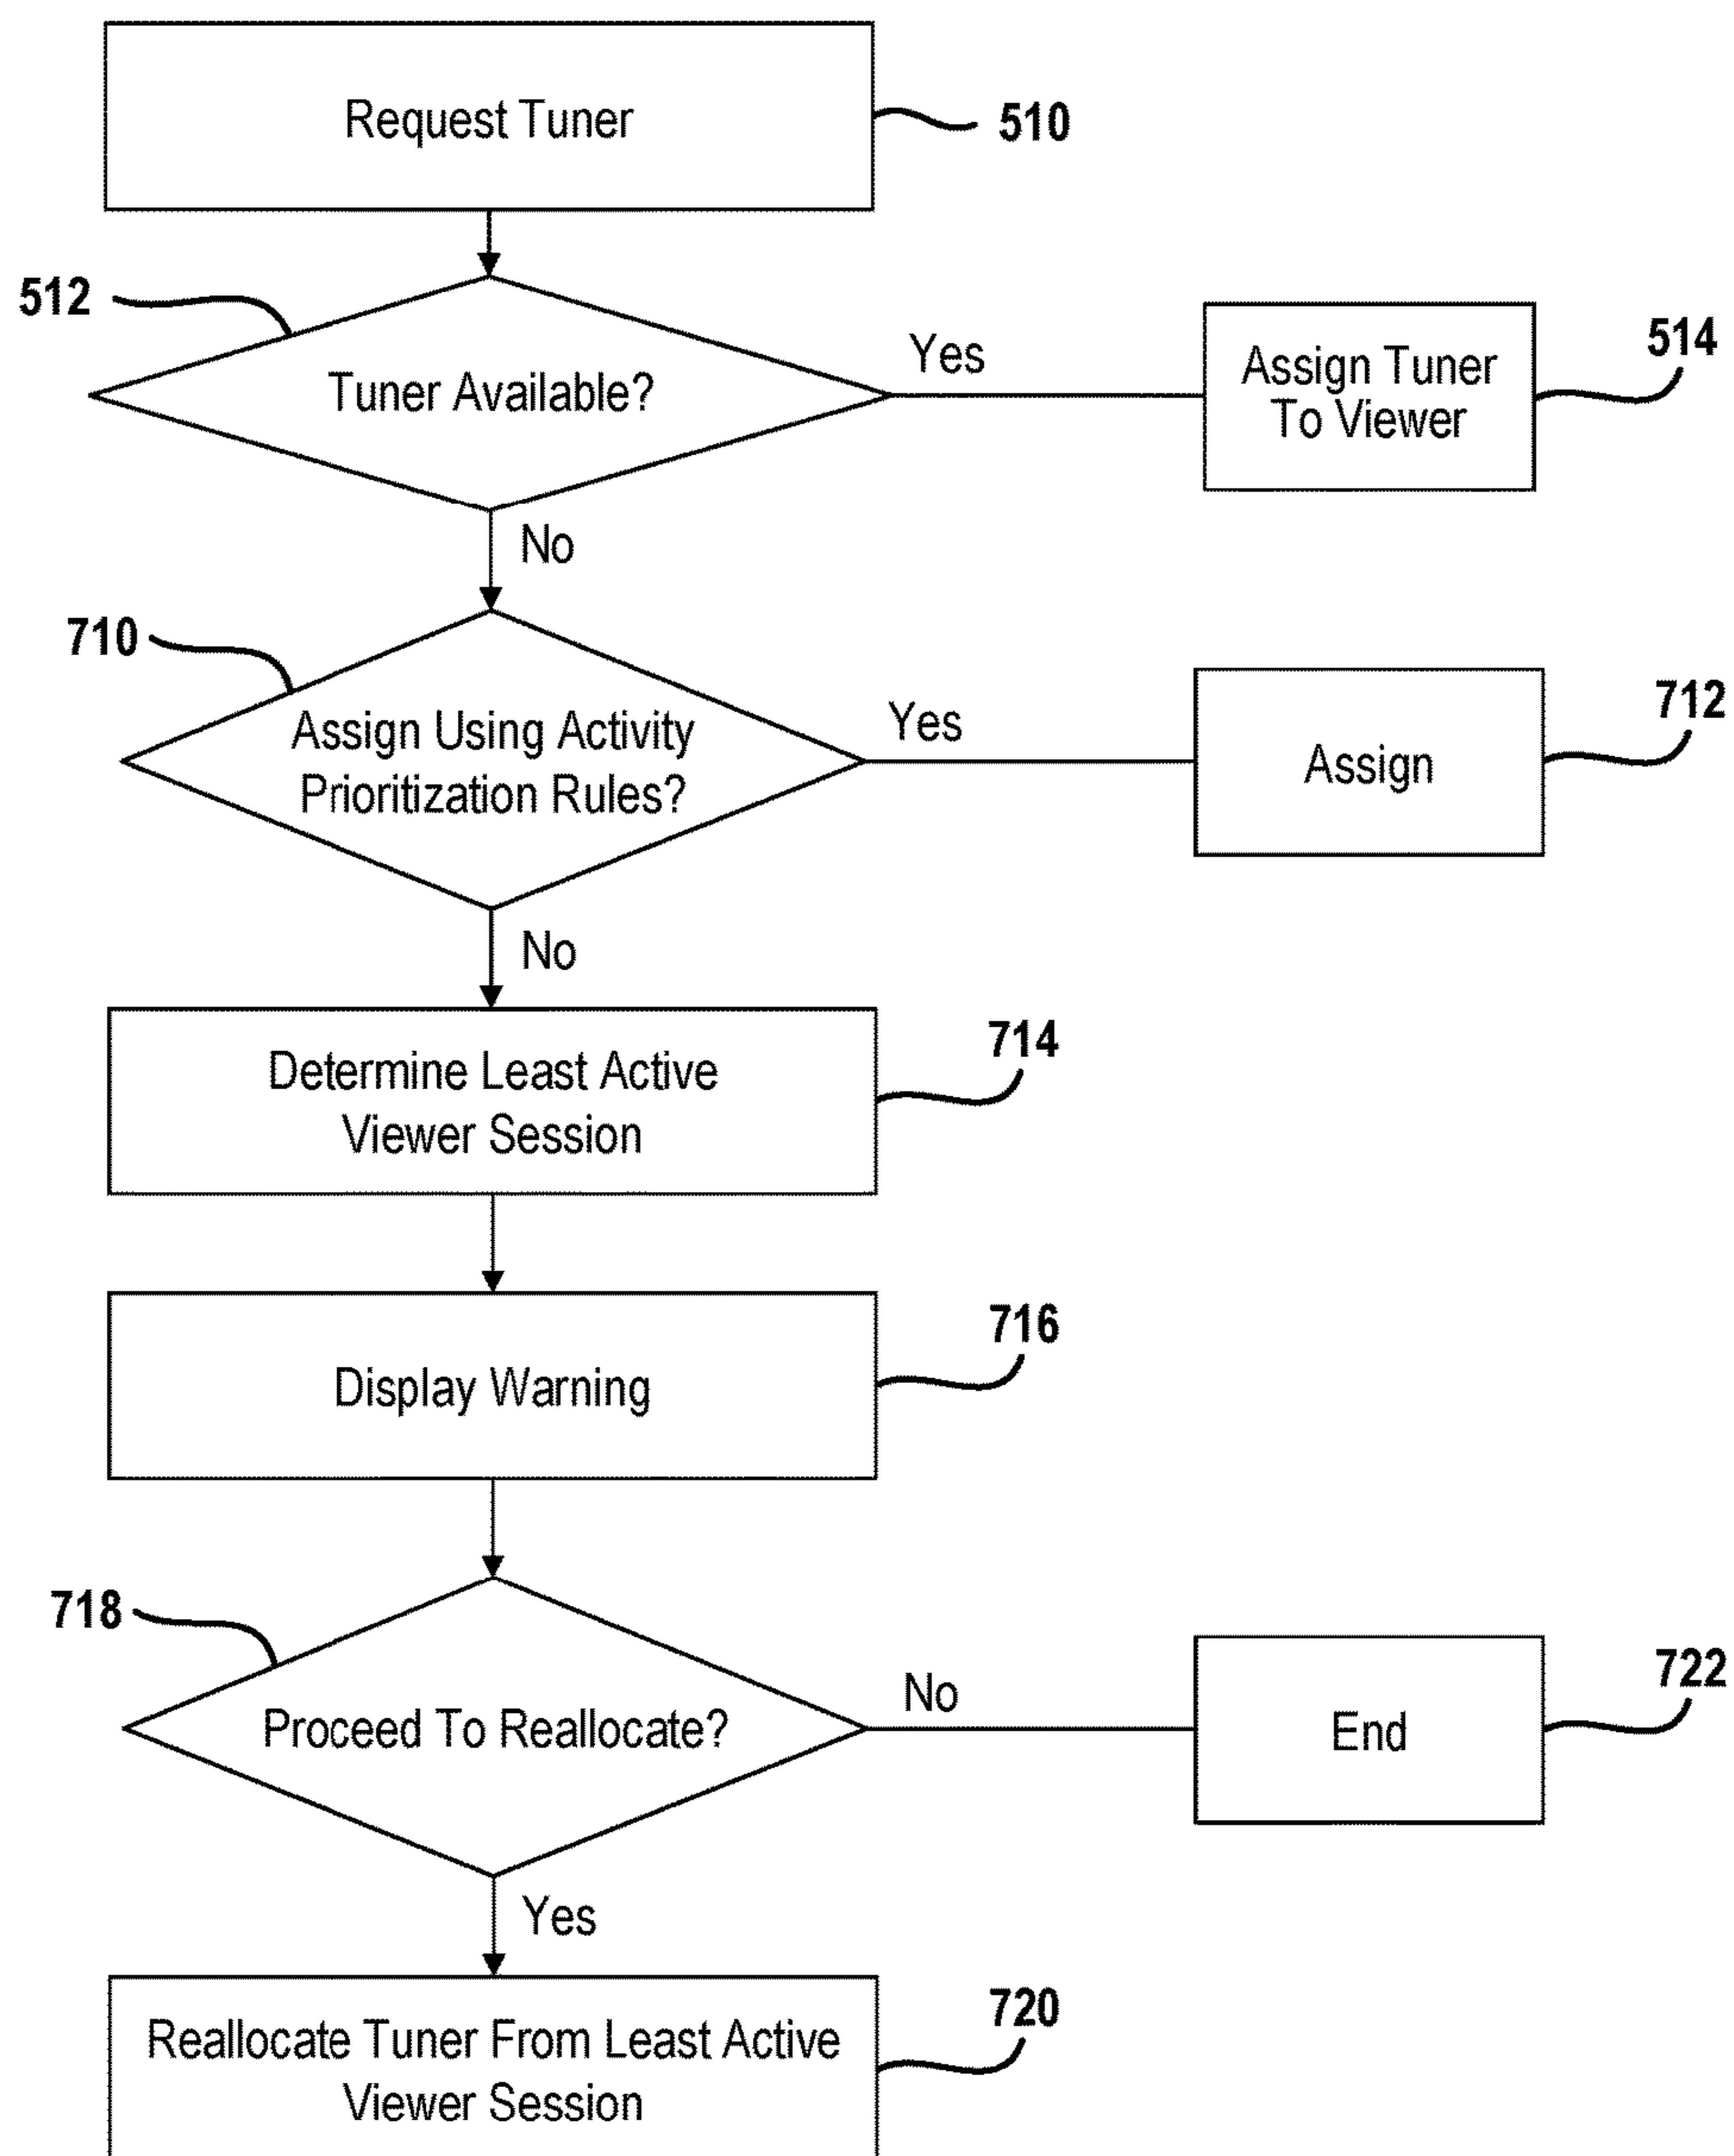 Request Tuner
510
512
Tuner Available?
Yes
Assign Tuner
To Viewer
514
No
710
Assign Using Activity
Prioritization Rules?
Yes
Assign
712
No
Determine Least Active
Viewer Session
714
Display Warning
716
718
Proceed To Reallocate?
No
End
722
Yes
Reallocate Tuner From Least Active
Viewer Session
720